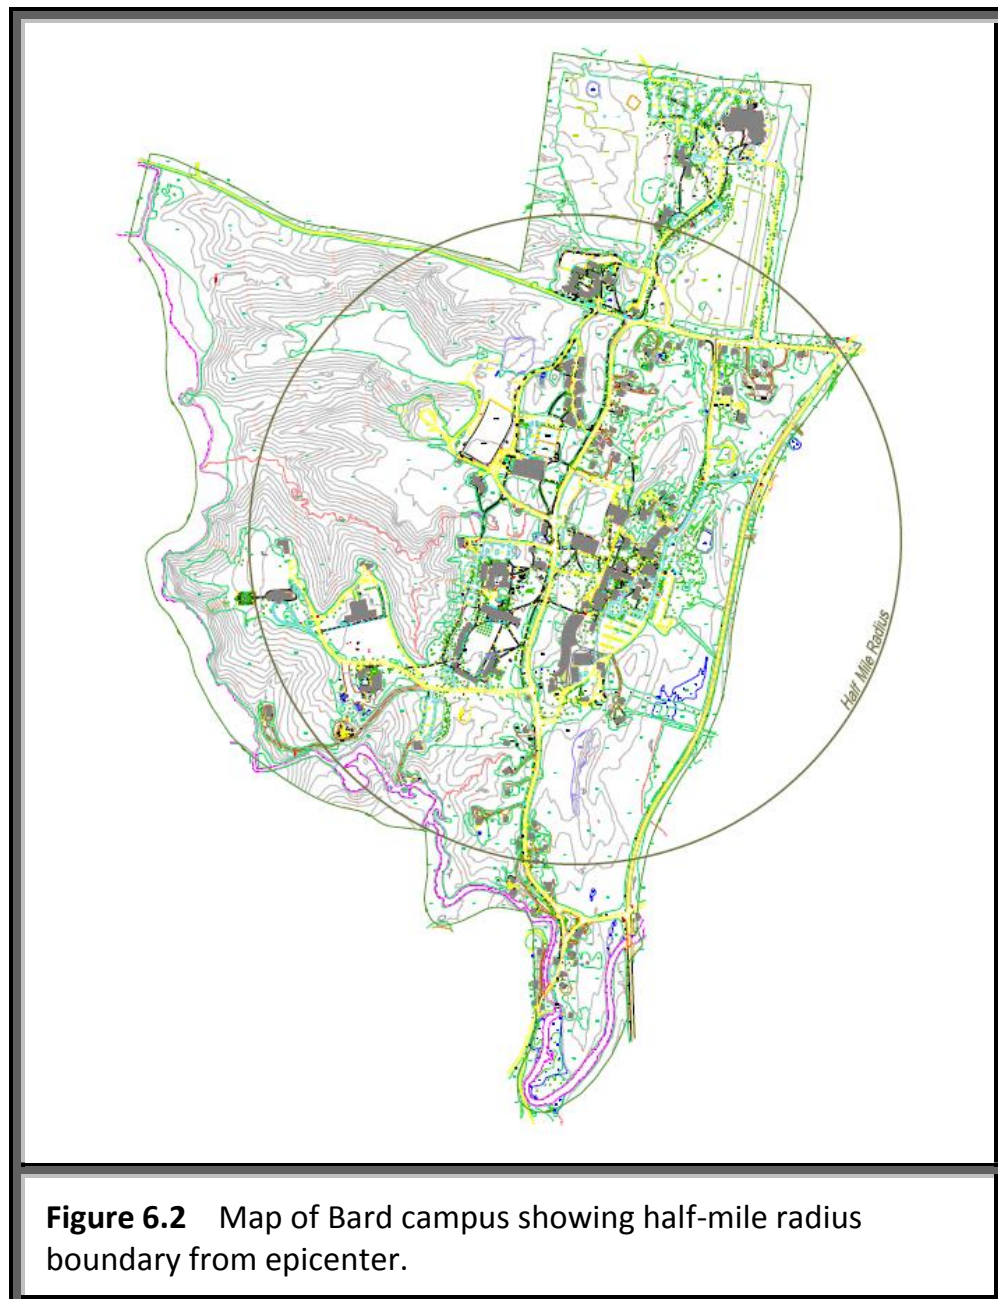 Half Mile Radius
Figure 6.2 Map of Bard campus showing half-mile radius
boundary from epicenter.